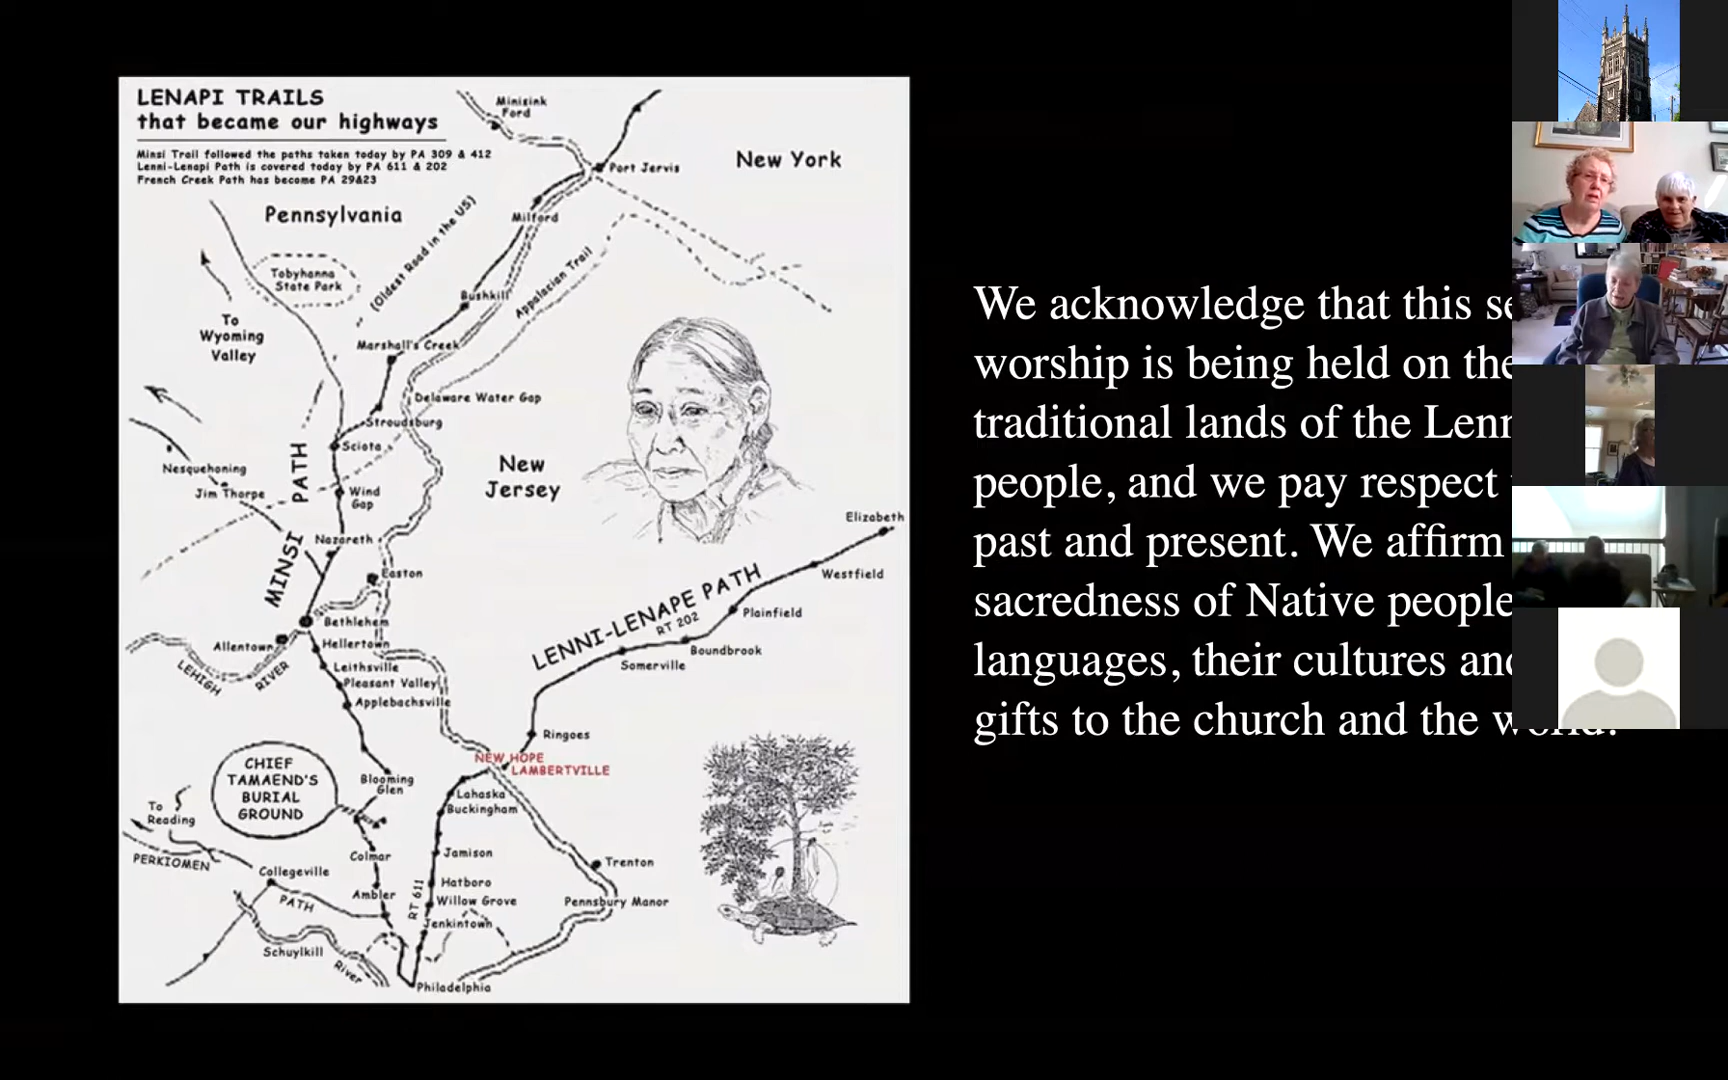 LENAPI TRAILS
that became our highways
Minsi Trail followed the paths taken today by PA 309 & 412
Lenni-Lenapi Path is covered today by PA 611 & 202
French Creek Path has become PA 29&23
Minisink
Ford
Port Jervis
New York
Pennsylvania
(Oldest Road in the US)
Milford
Tobyhanna
State Park
Bushkill
Appalacian Trail
To
Wyoming
Valley
Marshall's Creek
Delaware Water Gap
Stroudsburg
Sciota
New
Jersey
Nesquehoning
Jim Thorpe
Wind
Gap
MINSI PATH
Nazareth
Easton
Elizabeth
Westfield
LENNI-LENAPE PATH
RT 202
Plainfield
Boundbrook
Somerville
Bethlehem
Allentown
Hellertown
LEHIGH RIVER
Leithsville
Pleasant Valley
Applebachsville
Ringoes
NEW HOPE
LAMBERTVILLE
CHIEF
TAMAEND'S
BURIAL
GROUND
Blooming
Glen
Lahaska
Buckingham
To
Reading
PERKIOMEN
PATH
Collegeville
Colmar
Jamison
Trenton
Ambler
Hatboro
Willow Grove
Pennsbury Manor
RT 611
Jenkintown
Schuylkill
River
Philadelphia
We acknowledge that this
worship is being held on the
traditional lands of the
people, and we pay respect
past and present. We affirm
sacredness of Native people
languages, their cultures
gifts to the church and the